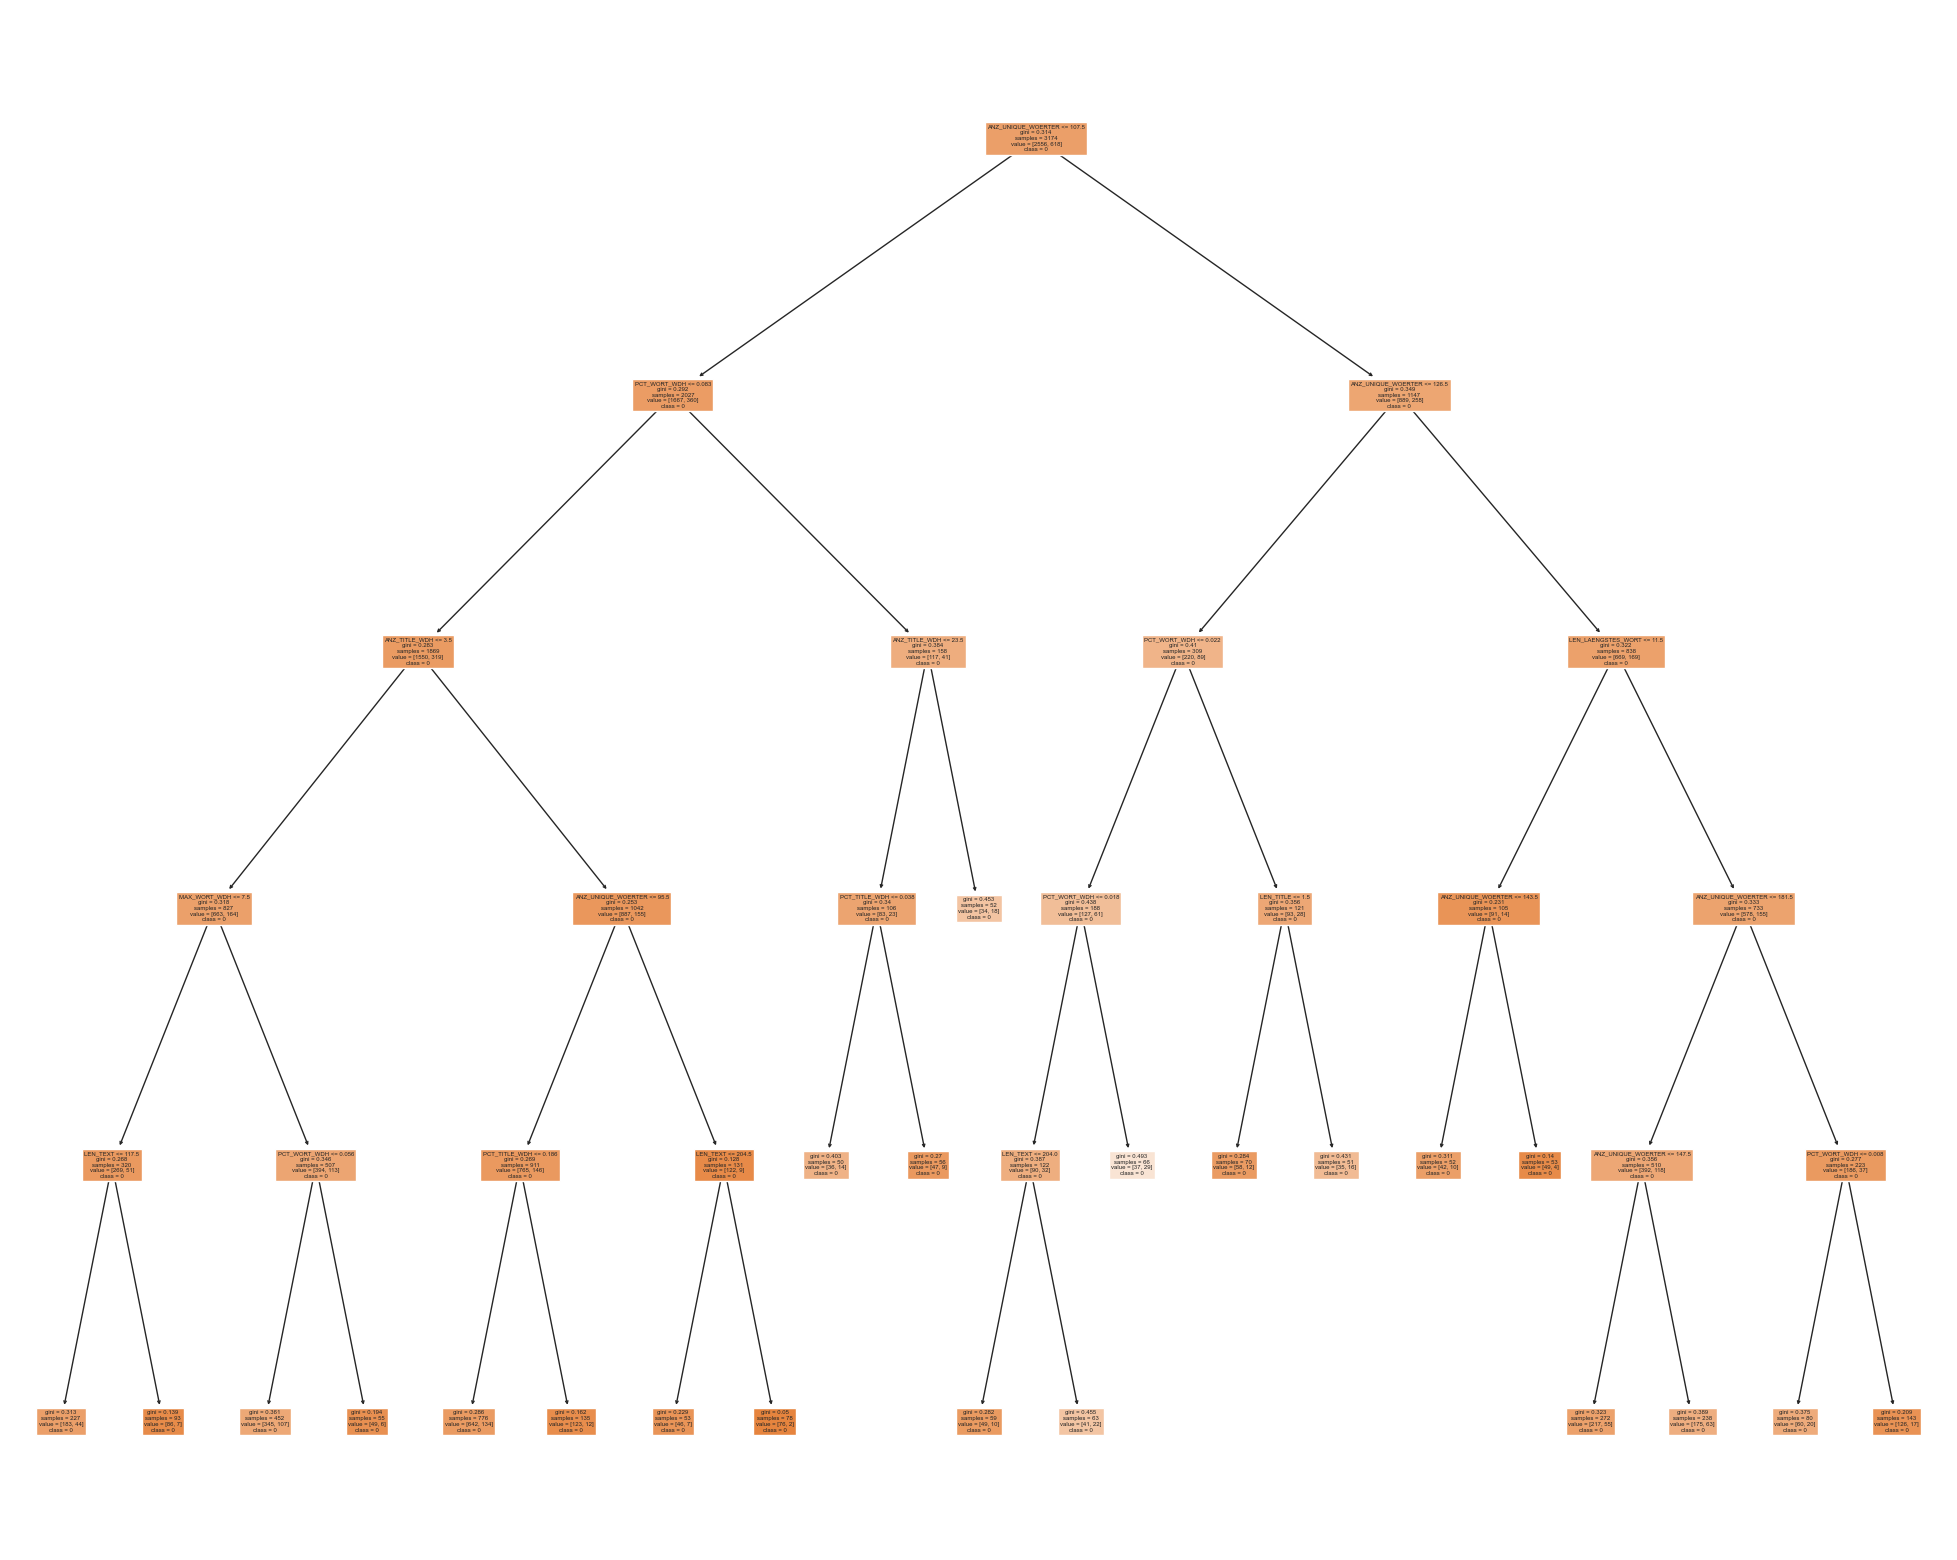 ANZ_UNIQUE_WOERTER <= 107.5
gini = 0.314
samples = 3174
value = [2556, 618]
class = 0
PCT_WORT_WDH <= 0.083
gini = 0.292
samples = 2027
value = [1667, 360]
class = 0
ANZ_UNIQUE_WOERTER <= 126.5
gini = 0.349
samples = 1147
value = [889, 258]
class = 0
ANZ_TITLE_WDH <= 3.5
gini = 0.283
samples = 1869
value = [1550, 319]
class = 0
ANZ_TITLE_WDH <= 23.5
gini = 0.384
samples = 158
value = [117, 41]
class = 0
PCT_WORT_WDH <= 0.022
gini = 0.41
samples = 309
value = [220, 89]
class = 0
LEN_LAENGSTES_WORT <= 11.5
gini = 0.322
samples = 838
value = [669, 169]
class = 0
MAX_WORT_WDH <= 7.5
gini = 0.318
samples = 827
value = [663, 164]
class = 0
ANZ_UNIQUE_WOERTER <= 95.5
gini = 0.253
samples = 1042
value = [887, 155]
class = 0
PCT_TITLE_WDH <= 0.038
gini = 0.34
samples = 106
value = [83, 23]
class = 0
gini = 0.453
samples = 52
value = [34, 18]
class = 0
PCT_WORT_WDH <= 0.018
gini = 0.438
samples = 188
value = [127, 61]
class = 0
LEN_TITLE <= 1.5
gini = 0.356
samples = 121
value = [93, 28]
class = 0
ANZ_UNIQUE_WOERTER <= 143.5
gini = 0.231
samples = 105
value = [91, 14]
class = 0
ANZ_UNIQUE_WOERTER <= 181.5
gini = 0.333
samples = 733
value = [578, 155]
class = 0
LEN_TEXT <= 117.5
gini = 0.268
samples = 320
value = [269, 51]
class = 0
PCT_WORT_WDH <= 0.056
gini = 0.346
samples = 507
value = [394, 113]
class = 0
PCT_TITLE_WDH <= 0.186
gini = 0.269
samples = 911
value = [765, 146]
class = 0
LEN_TEXT <= 204.5
gini = 0.128
samples = 131
value = [122, 9]
class = 0
gini = 0.403
samples = 50
value = [36, 14]
class = 0
gini = 0.27
samples = 56
value = [47, 9]
class = 0
LEN_TEXT <= 204.0
gini = 0.387
samples = 122
value = [90, 32]
class = 0
gini = 0.493
samples = 66
value = [37, 29]
class = 0
gini = 0.284
samples = 70
value = [58, 12]
class = 0
gini = 0.431
samples = 51
value = [35, 16]
class = 0
gini = 0.311
samples = 52
value = [42, 10]
class = 0
gini = 0.14
samples = 53
value = [49, 4]
class = 0
ANZ_UNIQUE_WOERTER <= 147.5
gini = 0.356
samples = 510
value = [392, 118]
class = 0
PCT_WORT_WDH <= 0.008
gini = 0.277
samples = 223
value = [186, 37]
class = 0
gini = 0.313
samples = 227
value = [183, 44]
class = 0
gini = 0.139
samples = 93
value = [86, 7]
class = 0
gini = 0.361
samples = 452
value = [345, 107]
class = 0
gini = 0.194
samples = 55
value = [49, 6]
class = 0
gini = 0.286
samples = 776
value = [642, 134]
class = 0
gini = 0.162
samples = 135
value = [123, 12]
class = 0
gini = 0.229
samples = 53
value = [46, 7]
class = 0
gini = 0.05
samples = 78
value = [76, 2]
class = 0
gini = 0.282
samples = 59
value = [49, 10]
class = 0
gini = 0.455
samples = 63
value = [41, 22]
class = 0
gini = 0.323
samples = 272
value = [217, 55]
class = 0
gini = 0.389
samples = 238
value = [175, 63]
class = 0
gini = 0.375
samples = 80
value = [60, 20]
class = 0
gini = 0.209
samples = 143
value = [126, 17]
class = 0